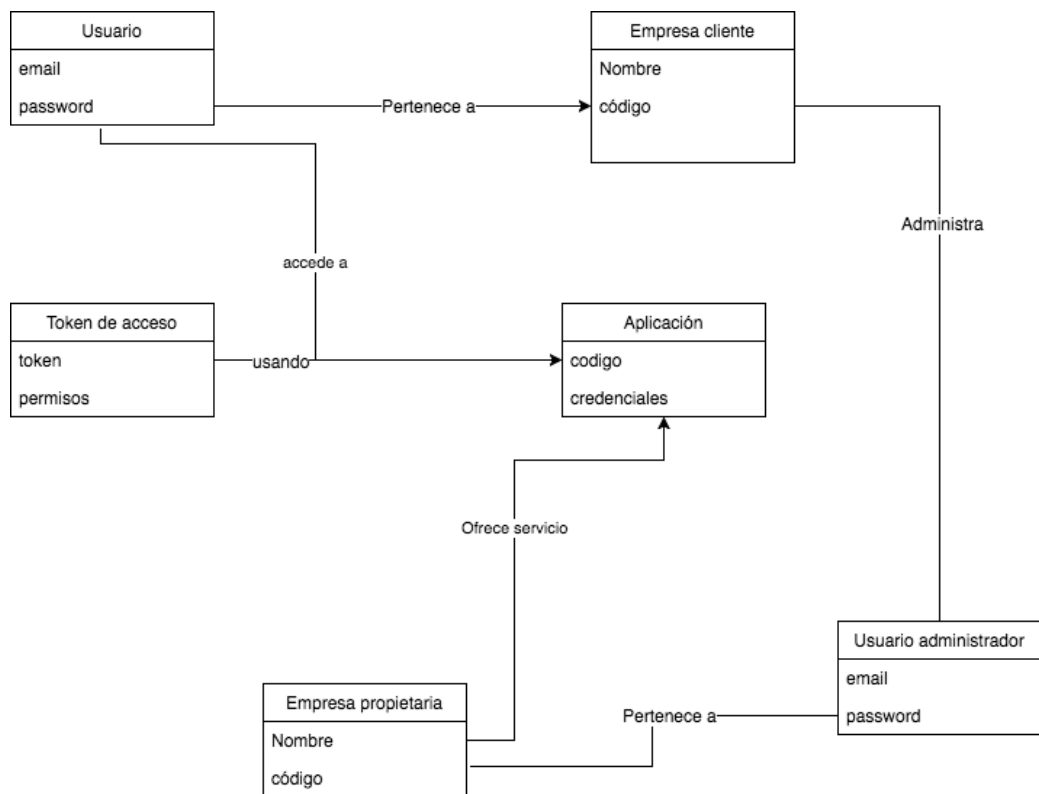 Usuario
email
password
Empresa cliente
Nombre
código
Pertenece a
Administra
accede a
Token de acceso
token
permisos
usando
Aplicación
codigo
credenciales
Ofrece servicio
Usuario administrador
email
password
Empresa propietaria
Nombre
código
Pertenece a